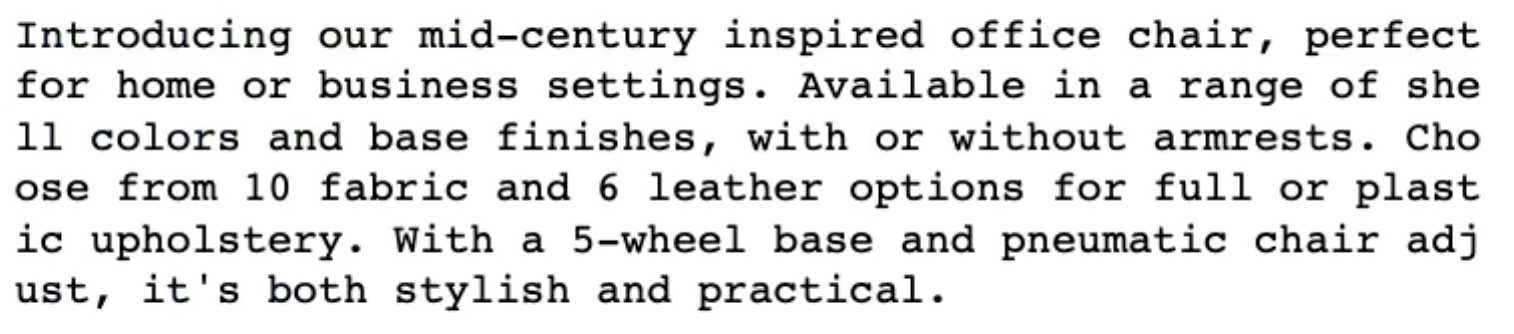 Introducing our mid-century inspired office chair, perfect
for home or business settings. Available in a range of she
ll colors and base finishes, with or without armrests. Cho
ose from 10 fabric and 6 leather options for full or plast
ic upholstery. With a 5-wheel base and pneumatic chair adj
ust, it's both stylish and practical.